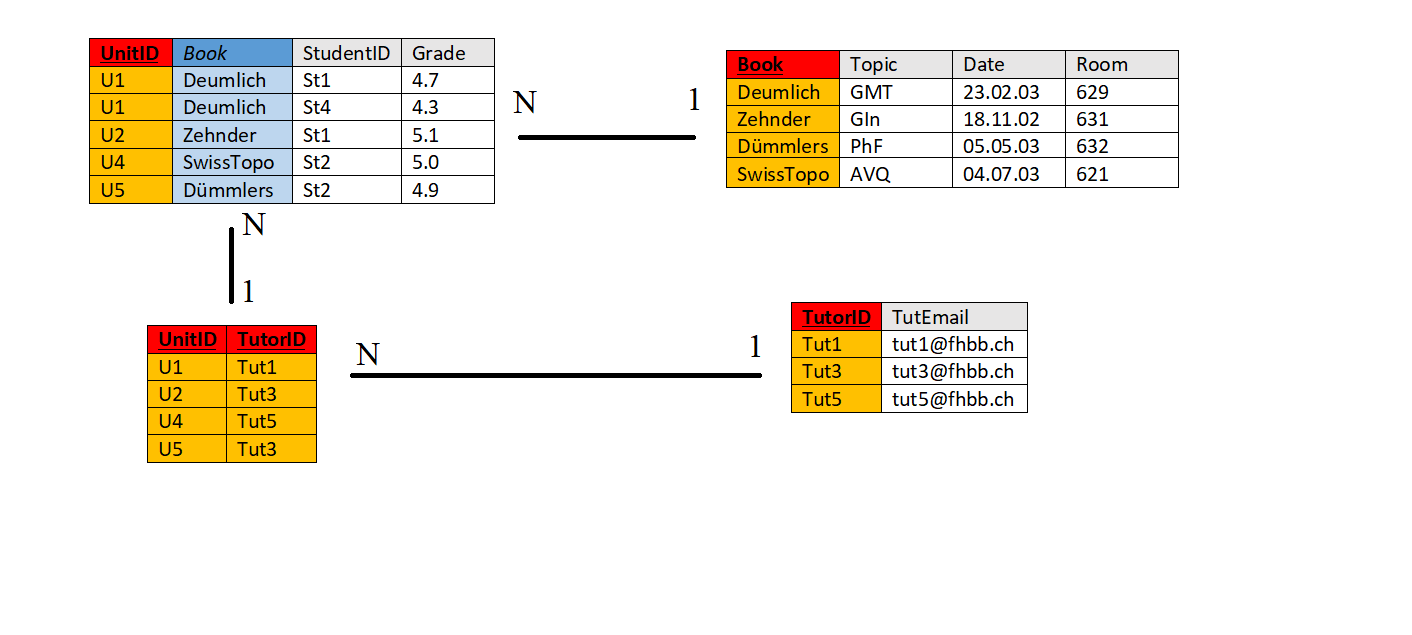 UnitID Book StudentID Grade
U1 Deumlich St1 4.7
U1 Deumlich St4 4.3
U2 Zehnder St1 5.1
U4 SwissTopo St2 5.0
U5 Dümmlers St2 4.9
N 1
Book Topic Date Room
Deumlich GMT 23.02.03 629
Zehnder GIn 18.11.02 631
Dümmlers PhF 05.05.03 632
SwissTopo AVQ 04.07.03 621
N
1
UnitID TutorID
U1 Tut1
U2 Tut3
U4 Tut5
U5 Tut3
N 1
TutorID TutEmail
Tut1 tut1@fhbb.ch
Tut3 tut3@fhbb.ch
Tut5 tut5@fhbb.ch